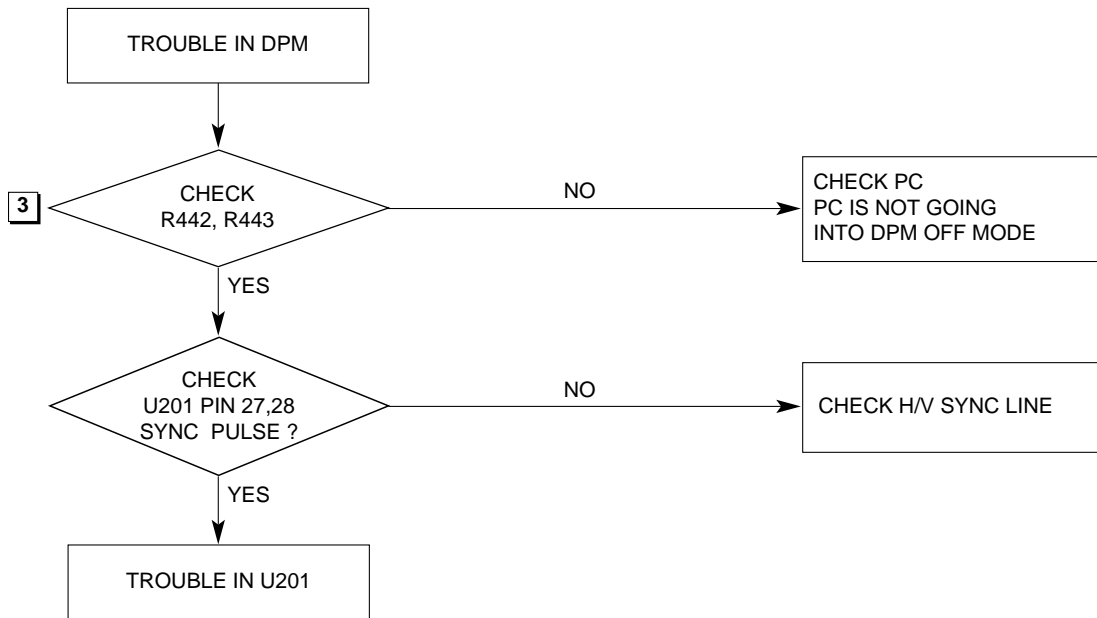 TROUBLE IN DPM
3
CHECK
R442, R443
NO
CHECK PC
PC IS NOT GOING
INTO DPM OFF MODE
YES
CHECK
U201 PIN 27,28
SYNC PULSE ?
NO
CHECK H/V SYNC LINE
YES
TROUBLE IN U201